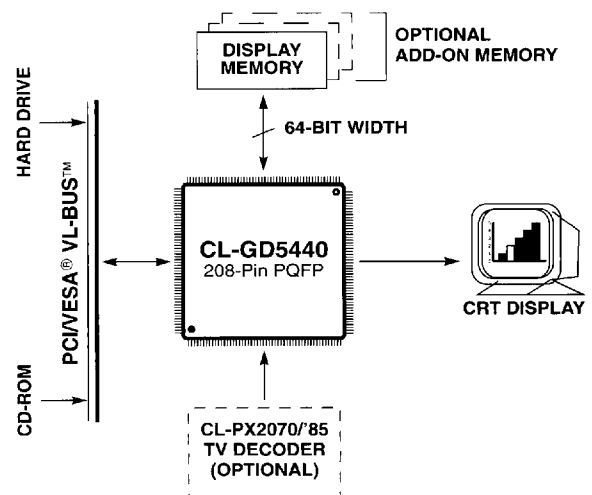 DISPLAY
MEMORY
OPTIONAL
ADD-ON MEMORY
64-BIT WIDTH
HARD DRIVE
PCI/VESA® VL-BUS™
CD-ROM
CL-GD5440
208-Pin PQFP
CRT DISPLAY
CL-PX2070/'85
TV DECODER
(OPTIONAL)